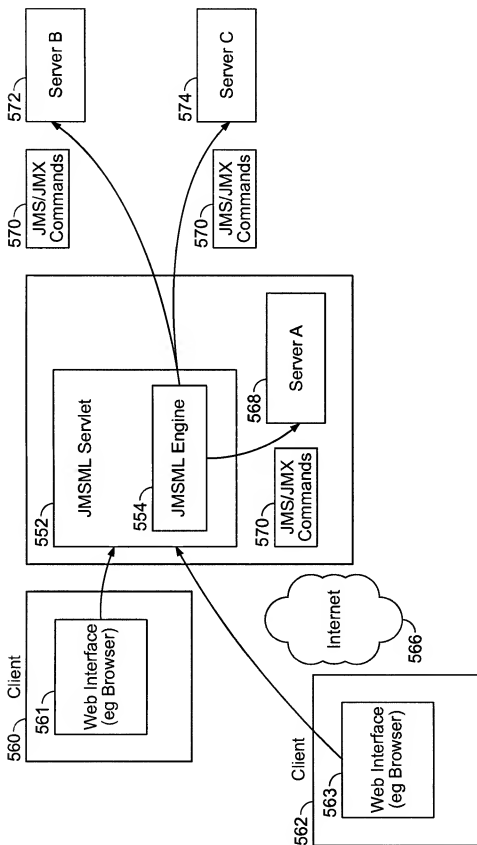 560
Client
561
Web Interface
(eg Browser)
562
Client
563
Web Interface
(eg Browser)
Internet
566
552
JMSML Servlet
554
JMSML Engine
570
JMS/JMX
Commands
568
Server A
570
JMS/JMX
Commands
572
Server B
570
JMS/JMX
Commands
574
Server C